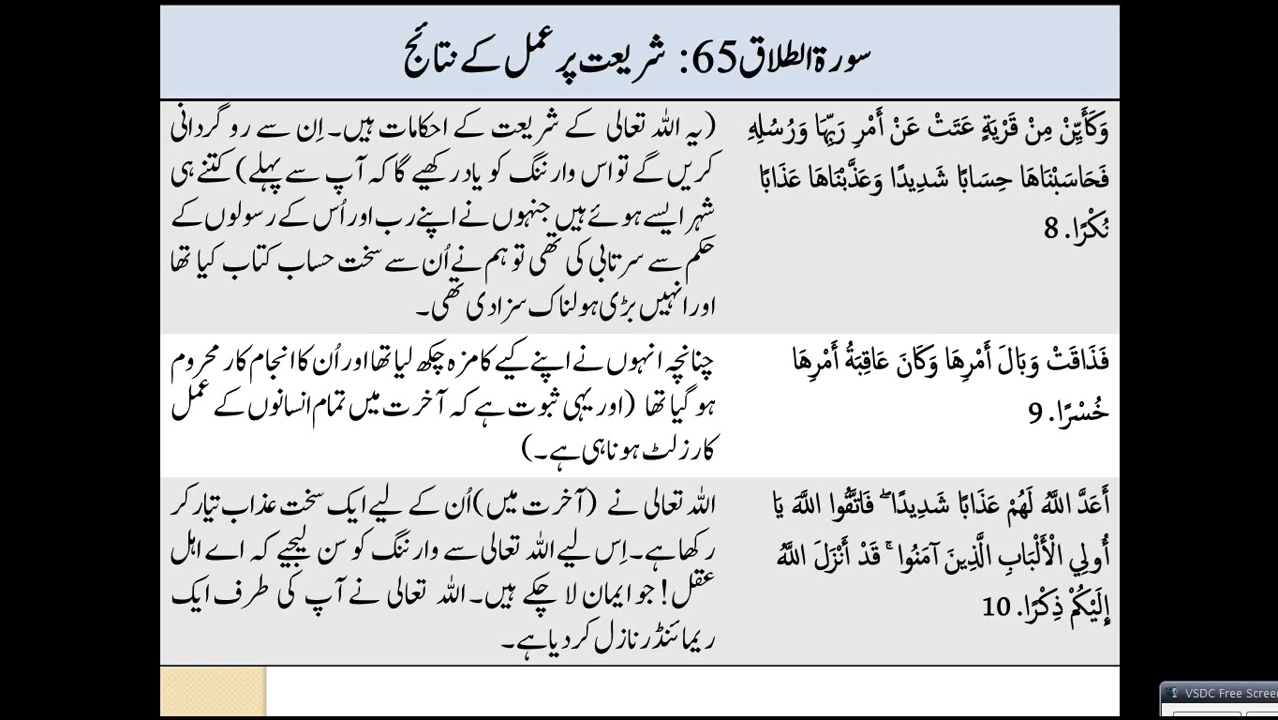 سورۃ الطلاق 65: شریعت پر عمل کے نتائج
وَكَأَيِّنْ مِنْ قَرْيَةٍ عَتَتْ عَنْ أَمْرِ رَبِّهَا وَرُسُلِهِ
فَحَاسَبْنَاهَا حِسَابًا شَدِيدًا وَعَذَّبْنَاهَا عَذَابًا
نُكْرًا. 8
(یہ اللہ تعالی کے شریعت کے احکامات ہیں۔ اِن سے رو گردانی
کریں گے تو اس وارننگ کو یاد رکھیے گا کہ آپ سے پہلے) کتنے ہی
شہر ایسے ہوئے ہیں جنہوں نے اپنے رب اور اُس کے رسولوں کے
حکم سے سرتابی کی تھی تو ہم نے اُن سے سخت حساب کتاب کیا تھا
اور انہیں بڑی ہولناک سزا دی تھی۔
فَذَاقَتْ وَبَالَ أَمْرِهَا وَكَانَ عَاقِبَةُ أَمْرِهَا
خُسْرًا. 9
چنانچہ انہوں نے اپنے کیے کا مزہ چکھ لیا تھا اور اُن کا انجام کار محروم
ہو گیا تھا (اور یہی ثبوت ہے کہ آخرت میں تمام انسانوں کے عمل
کا رزلٹ ہونا ہی ہے۔)
أَعَدَّ اللَّهُ لَهُمْ عَذَابًا شَدِيدًا ۖ فَاتَّقُوا اللَّهَ يَا
أُولِي الْأَلْبَابِ الَّذِينَ آمَنُوا ۚ قَدْ أَنْزَلَ اللَّهُ
إِلَيْكُمْ ذِكْرًا. 10
اللہ تعالی نے (آخرت میں) اُن کے لیے ایک سخت عذاب تیار کر
رکھا ہے۔ اِس لیے اللہ تعالی سے وارننگ کو سن لیجیے کہ اے اہل
عقل! جو ایمان لا چکے ہیں۔ اللہ تعالی نے آپ کی طرف ایک
ریمائنڈر نازل کر دیا ہے۔
VSDC Free Screen